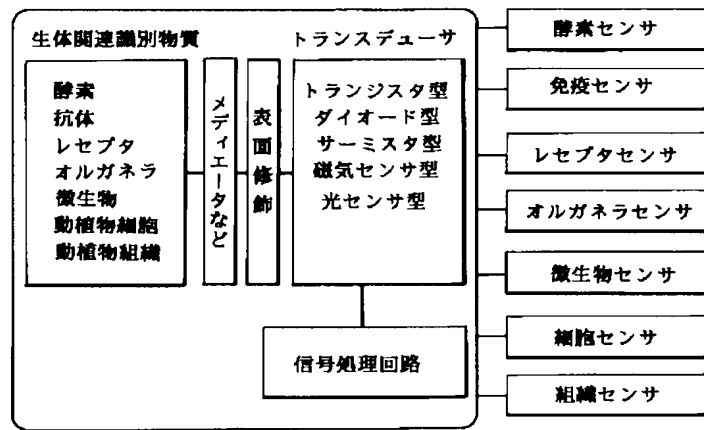 生体関連識別物質
酵素
抗体
レセプタ
オルガネラ
微生物
動植物細胞
動植物組織
メディエータなど
表面修飾
トランスデューサ
トランジスタ型
ダイオード型
サーミスタ型
磁気センサ型
光センサ型
信号処理回路
酵素センサ
免疫センサ
レセプタセンサ
オルガネラセンサ
微生物センサ
細胞センサ
組織センサ